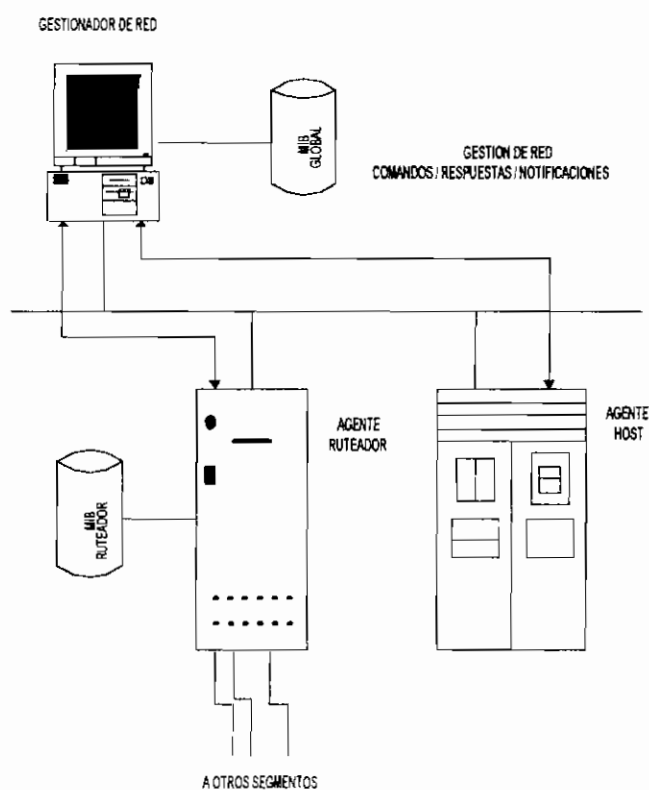 GESTIONADOR DE RED
MIB
GLOBAL
GESTION DE RED
COMANDOS / RESPUESTAS / NOTIFICACIONES
AGENTE
RUTEADOR
AGENTE
HOST
MIB
RUTEADOR
A OTROS SEGMENTOS